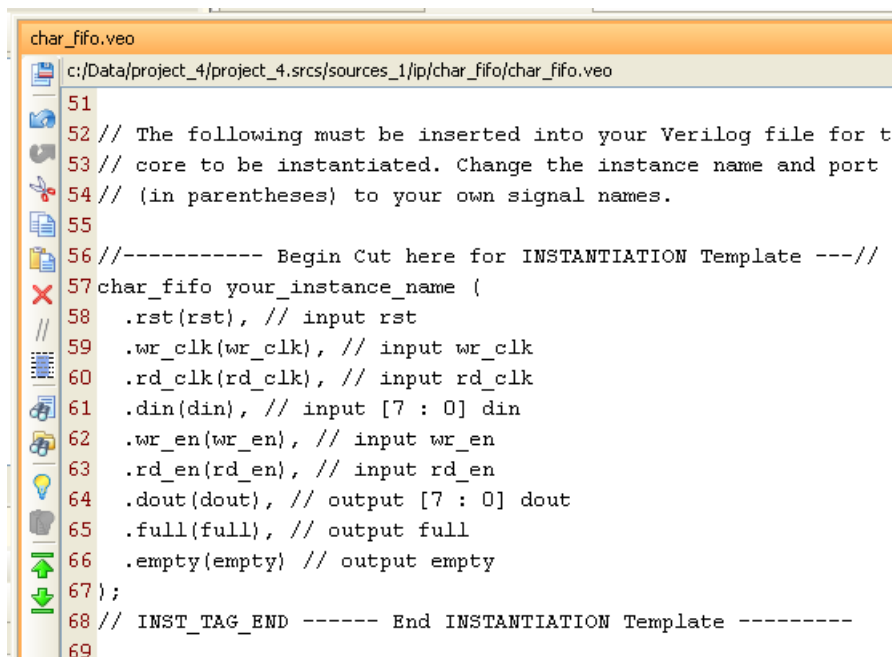 char_fifo.veo
c:/Data/project_4/project_4.srcs/sources_1/ip/char_fifo/char_fifo.veo
51
52 // The following must be inserted into your Verilog file for t
53 // core to be instantiated. Change the instance name and port
54 // (in parentheses) to your own signal names.
55
56 //----------- Begin Cut here for INSTANTIATION Template ---//
57 char_fifo your_instance_name (
58   .rst(rst), // input rst
59   .wr_clk(wr_clk), // input wr_clk
60   .rd_clk(rd_clk), // input rd_clk
61   .din(din), // input [7 : 0] din
62   .wr_en(wr_en), // input wr_en
63   .rd_en(rd_en), // input rd_en
64   .dout(dout), // output [7 : 0] dout
65   .full(full), // output full
66   .empty(empty) // output empty
67 );
68 // INST_TAG_END ------ End INSTANTIATION Template ---------
69